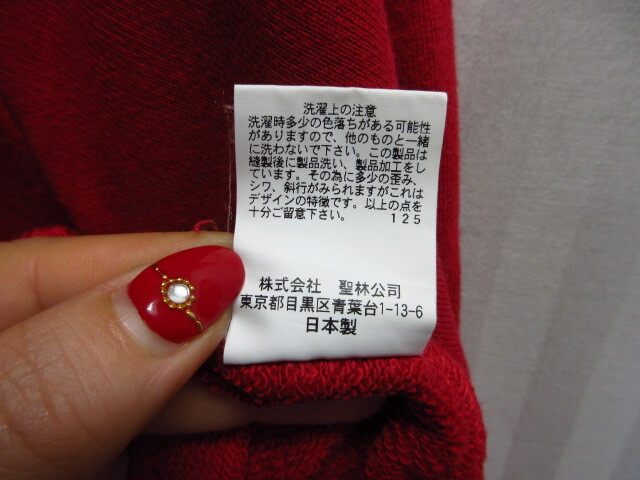 洗濯上の注意
洗濯時多少の色落ちがある可能性
がありますので、他のものと一緒
に洗わないで下さい。この製品は
縫製後に製品洗い、製品加工をし
ています。その為に多少の歪み、
シワ、斜行がみられますがこれは
デザインの特徴です。以上の点を
十分ご留意下さい。 125
株式会社 聖林公司
東京都目黒区青葉台1-13-6
日本製